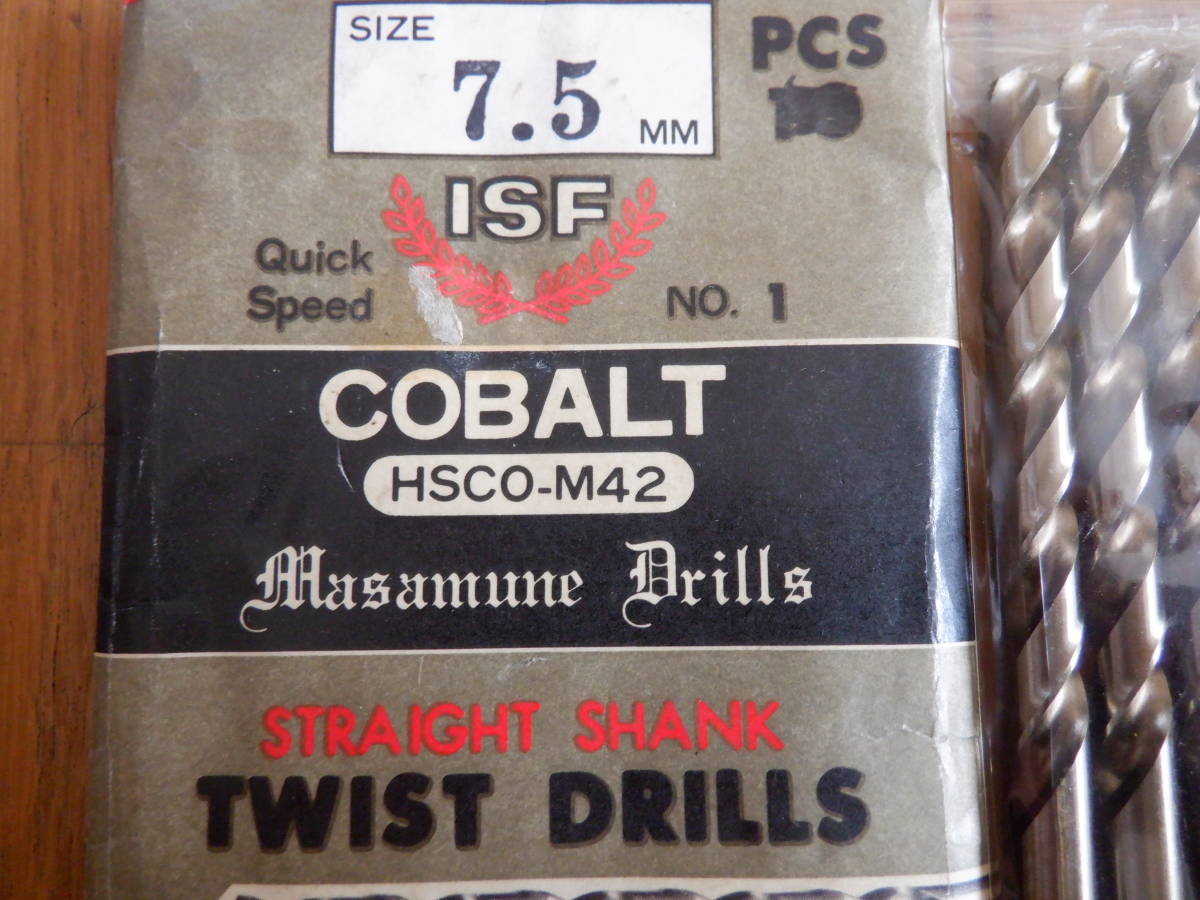 SIZE
7.5 MM
PCS
ISF
Quick
Speed
NO. 1
COBALT
HSCO-M42
Masamune Drills
STRAIGHT SHANK
TWIST DRILLS